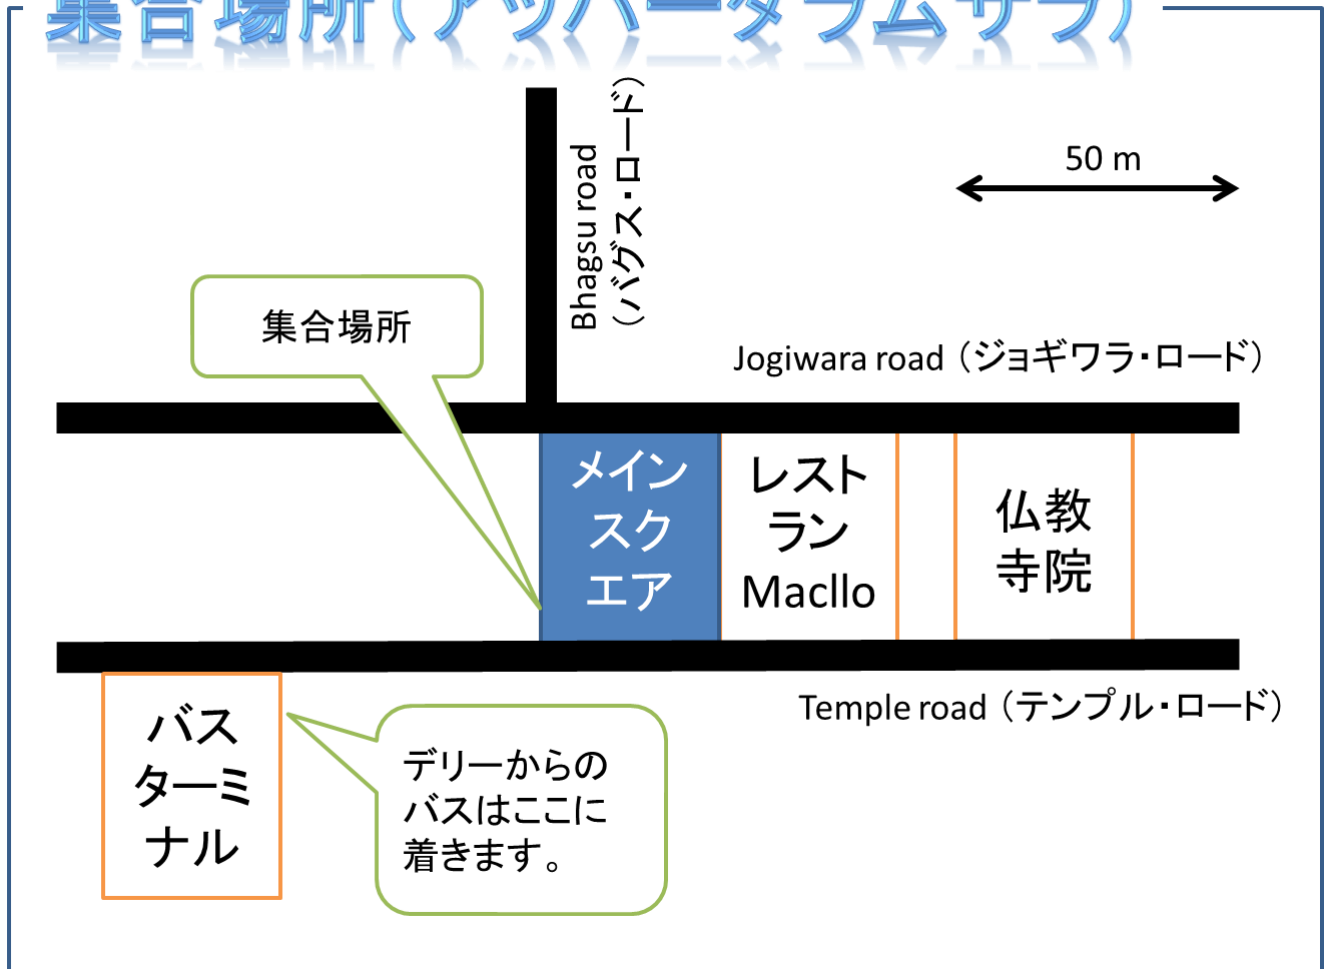 集合場所(アッパーダラムサラ)
Bhagsu road
(バグス・ロード)
50 m
集合場所
Jogiwara road (ジョギワラ・ロード)
メイン
スク
エア
レスト
ラン
Macllo
仏教
寺院
Temple road (テンプル・ロード)
バス
ターミ
ナル
デリーからの
バスはここに
着きます。